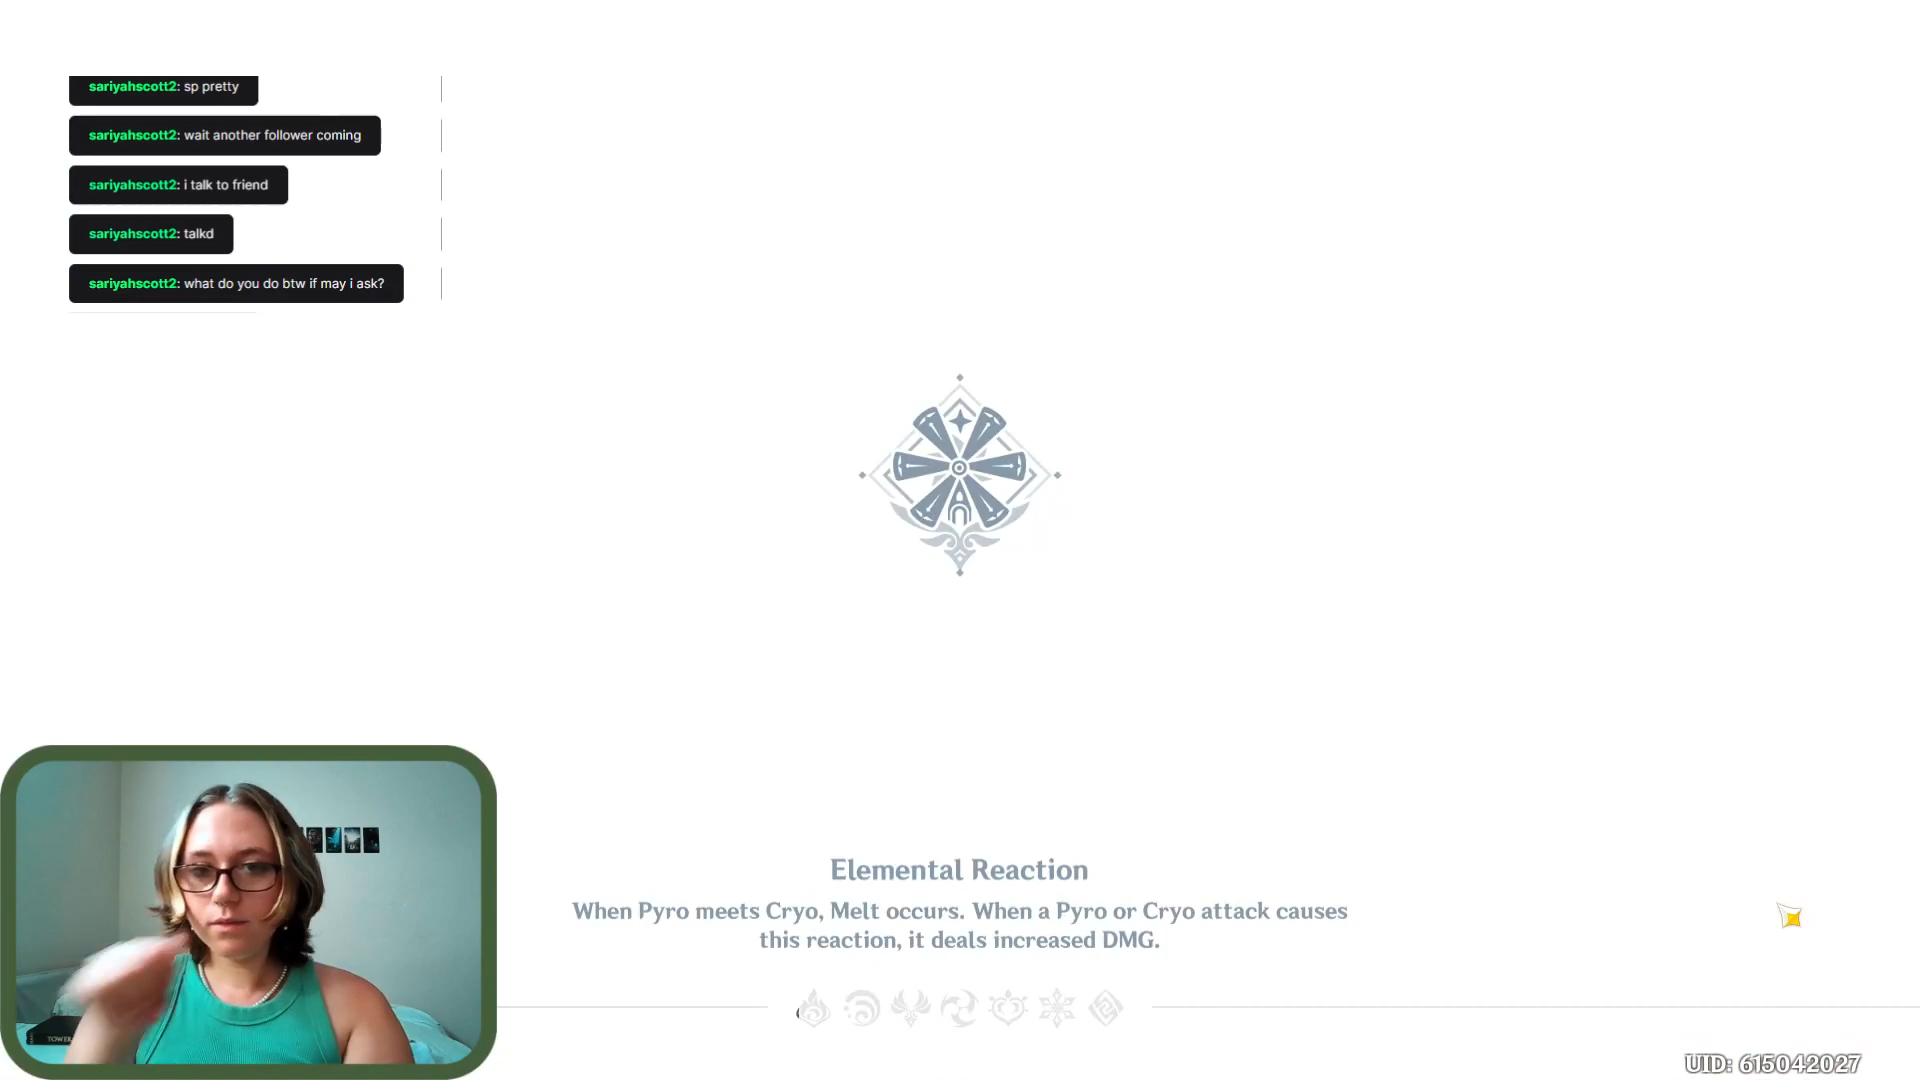 sariyahscott2: sp pretty
sariyahscott2: wait another follower coming
sariyahscott2: i talk to friend
sariyahscott2: talkd
sariyahscott2: what do you do btw if may i ask?
Elemental Reaction
When Pyro meets Cryo, Melt occurs. When a Pyro or Cryo attack causes
this reaction, it deals increased DMG.
TOWER
UID: 615042027